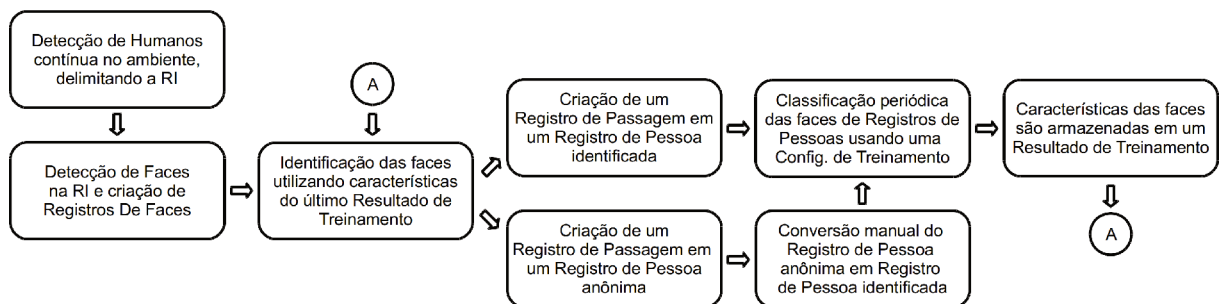 Detecção de Humanos
contínua no ambiente,
delimitando a RI
Detecção de Faces
na RI e criação de
Registros De Faces
A
Identificação das faces
utilizando características
do último Resultado de
Treinamento
Criação de um
Registro de Passagem em
um Registro de Pessoa
identificada
Criação de um
Registro de Passagem em
um Registro de Pessoa
anônima
Conversão manual do
Registro de Pessoa
anônima em Registro
de Pessoa identificada
Classificação periódica
das faces de Registros de
Pessoas usando uma
Config. de Treinamento
Características das faces
são armazenadas em um
Resultado de Treinamento
A